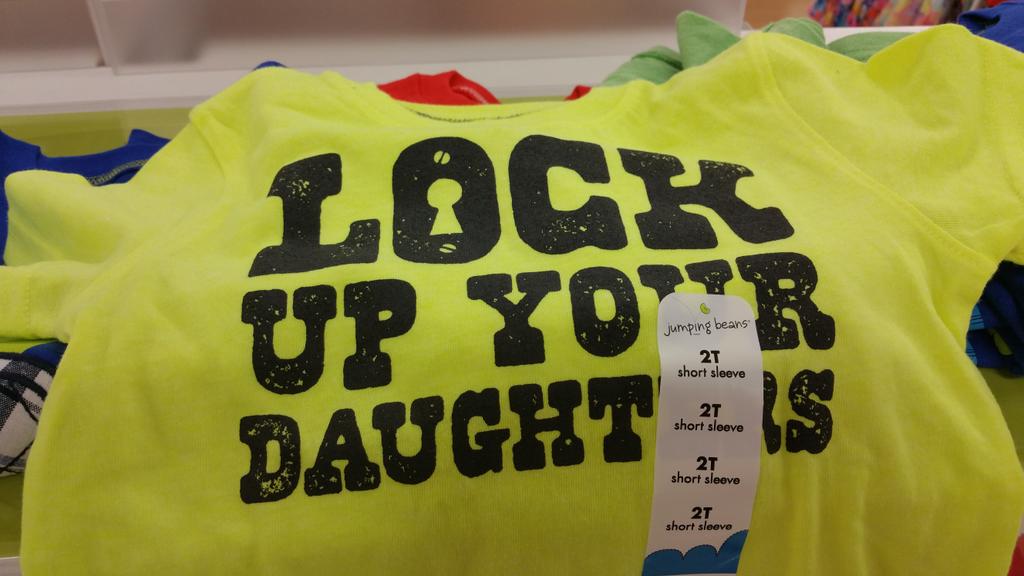 LOCK
UP YOUR
DAUGHTERS
jumping beans
2T
short sleeve
2T
short sleeve
2T
short sleeve
2T
short sleeve